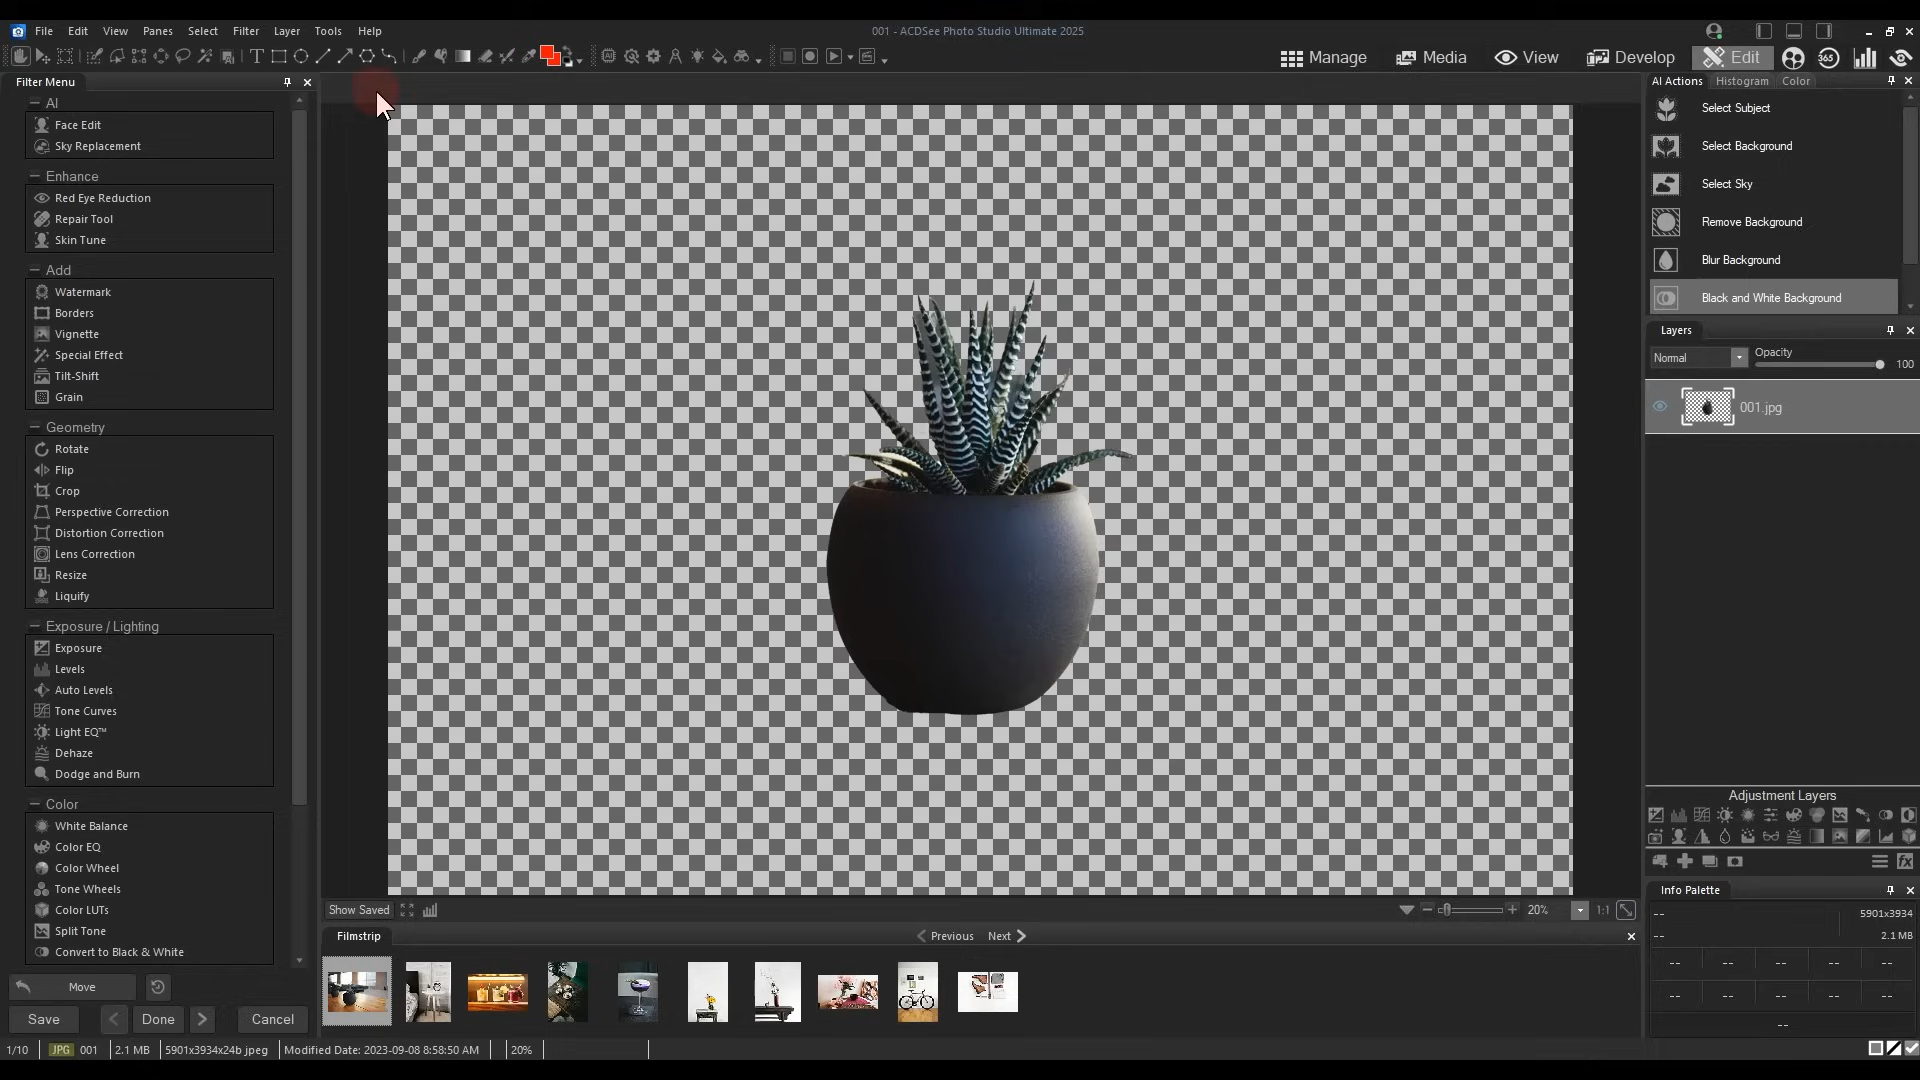 File Edit View Panes Select Filter Layer Tools Help
001 - ACDSee Photo Studio Ultimate 2025
Manage Media View Develop Edit 365
Filter Menu
AI
Face Edit
Sky Replacement
Enhance
Red Eye Reduction
Repair Tool
Skin Tune
Add
Watermark
Borders
Vignette
Special Effect
Tilt-Shift
Grain
Geometry
Rotate
Flip
Crop
Perspective Correction
Distortion Correction
Lens Correction
Resize
Liquify
Exposure / Lighting
Exposure
Levels
Auto Levels
Tone Curves
Light EQ™
Dehaze
Dodge and Burn
Color
White Balance
Color EQ
Color Wheel
Tone Wheels
Color LUTs
Split Tone
Convert to Black & White
Move
Save Done Cancel
AI Actions Histogram Color
Select Subject
Select Background
Select Sky
Remove Background
Blur Background
Black and White Background
Layers
Normal Opacity 100
001.jpg
Adjustment Layers
fx
Info Palette
-- 5901x3934
-- 2.1 MB
-- -- -- -- --
-- -- -- -- --
--
Show Saved 20% 1:1
Filmstrip Previous Next
1/10 JPG 001 2.1 MB 5901x3934x24b jpeg Modified Date: 2023-09-08 8:58:50 AM 20%